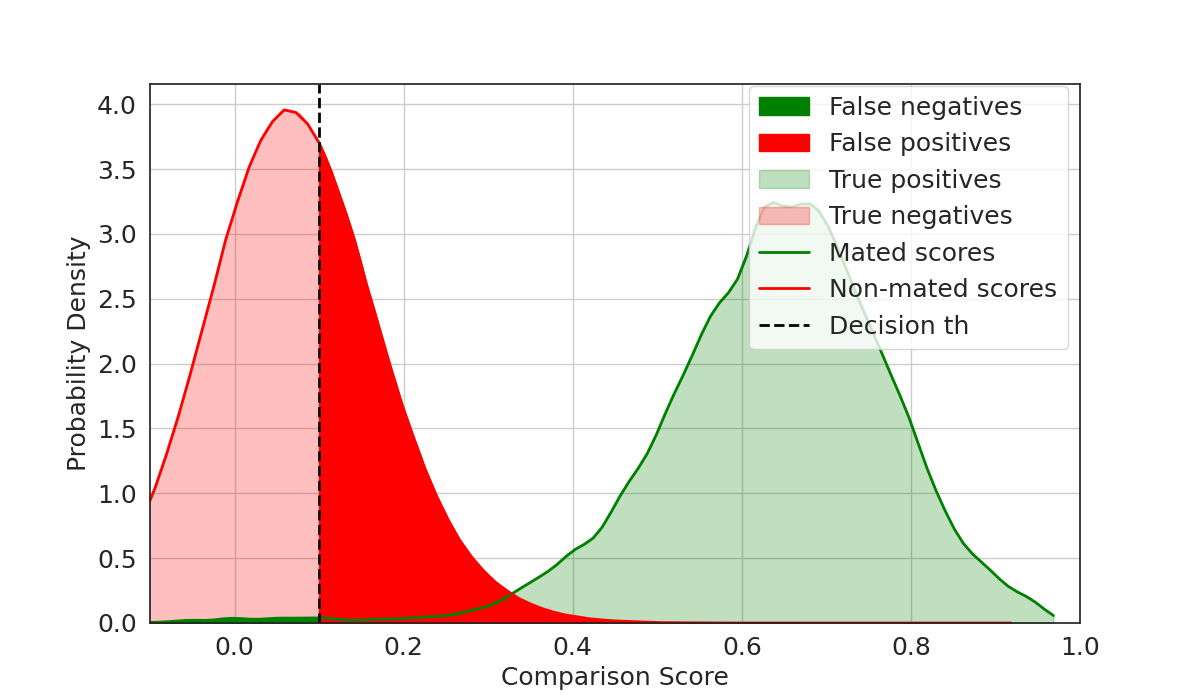 4.0
3.5
3.0
2.5
2.0
1.5
1.0
0.5
0.0
Probability Density
False negatives
False positives
True positives
True negatives
Mated scores
Non-mated scores
Decision th
0.0 0.2 0.4 0.6 0.8 1.0
Comparison Score